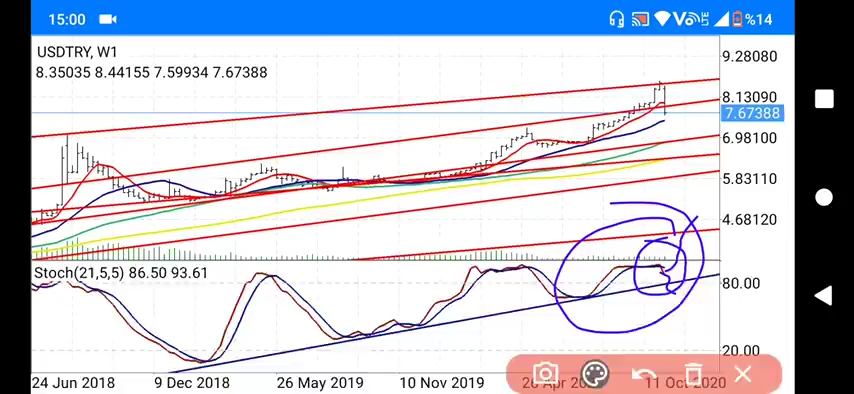 15:00
%14
USDTRY, W1
8.35035 8.44155 7.59934 7.67388
9.28080
8.13090
7.67388
6.98100
5.83110
4.68120
Stoch(21,5,5) 86.50 93.61
80.00
20.00
24 Jun 2018 9 Dec 2018 26 May 2019 10 Nov 2019 26 Apr 11 Oct 2020